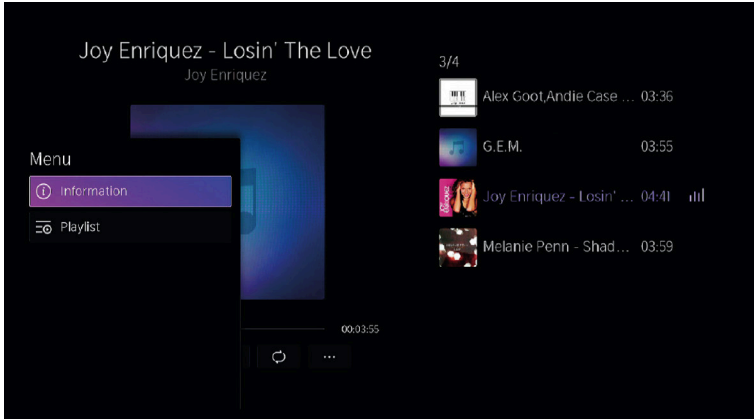 Joy Enriquez - Losin' The Love
Joy Enriquez
Menu
Information
Playlist
00:03:55
...
3/4
Alex Goot,Andie Case ... 03:36
G.E.M. 03:55
Joy Enriquez - Losin' ... 04:41
Melanie Penn - Shad... 03:59